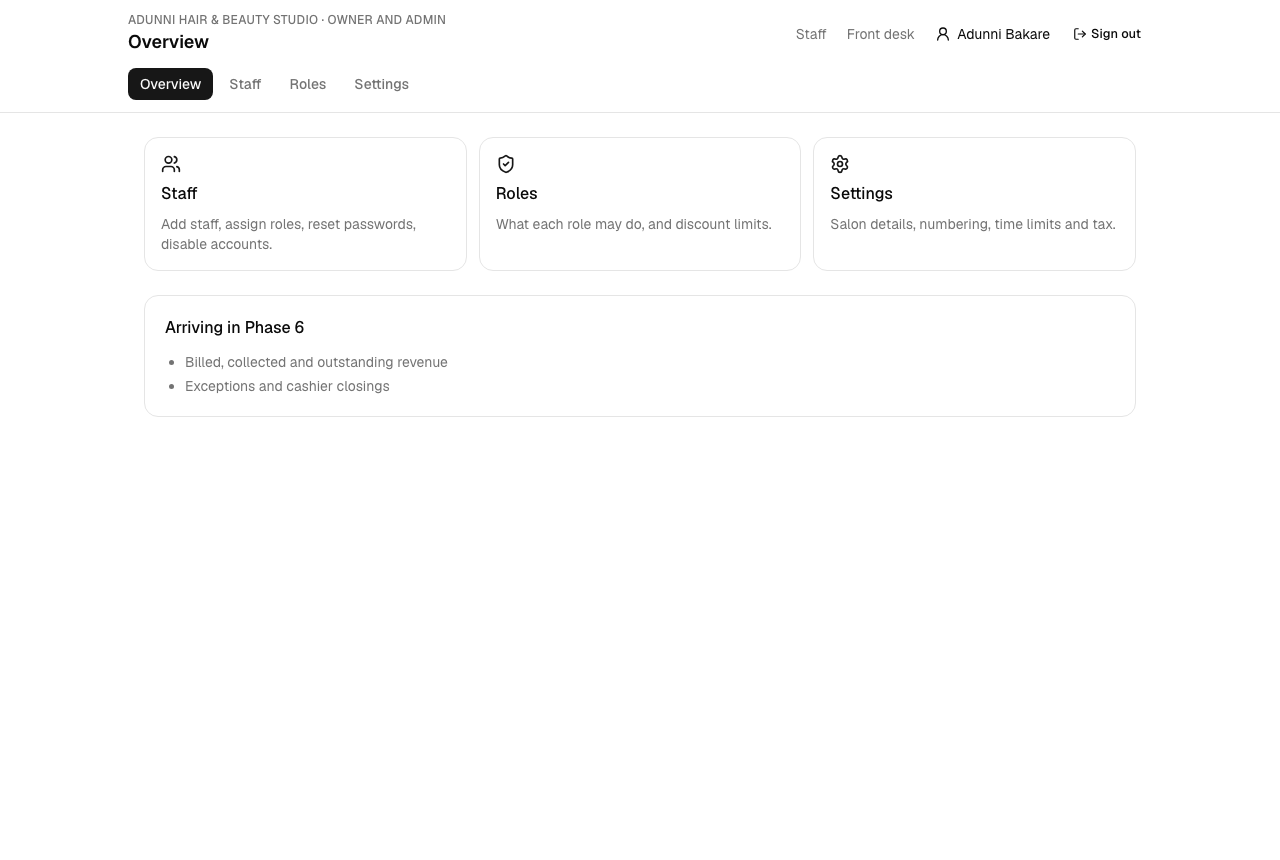 ADUNNI HAIR & BEAUTY STUDIO · OWNER AND ADMIN
Overview
Staff
Front desk
Adunni Bakare
Sign out
Overview
Staff
Roles
Settings
Staff
Add staff, assign roles, reset passwords,
disable accounts.
Roles
What each role may do, and discount limits.
Settings
Salon details, numbering, time limits and tax.
Arriving in Phase 6
Billed, collected and outstanding revenue
Exceptions and cashier closings